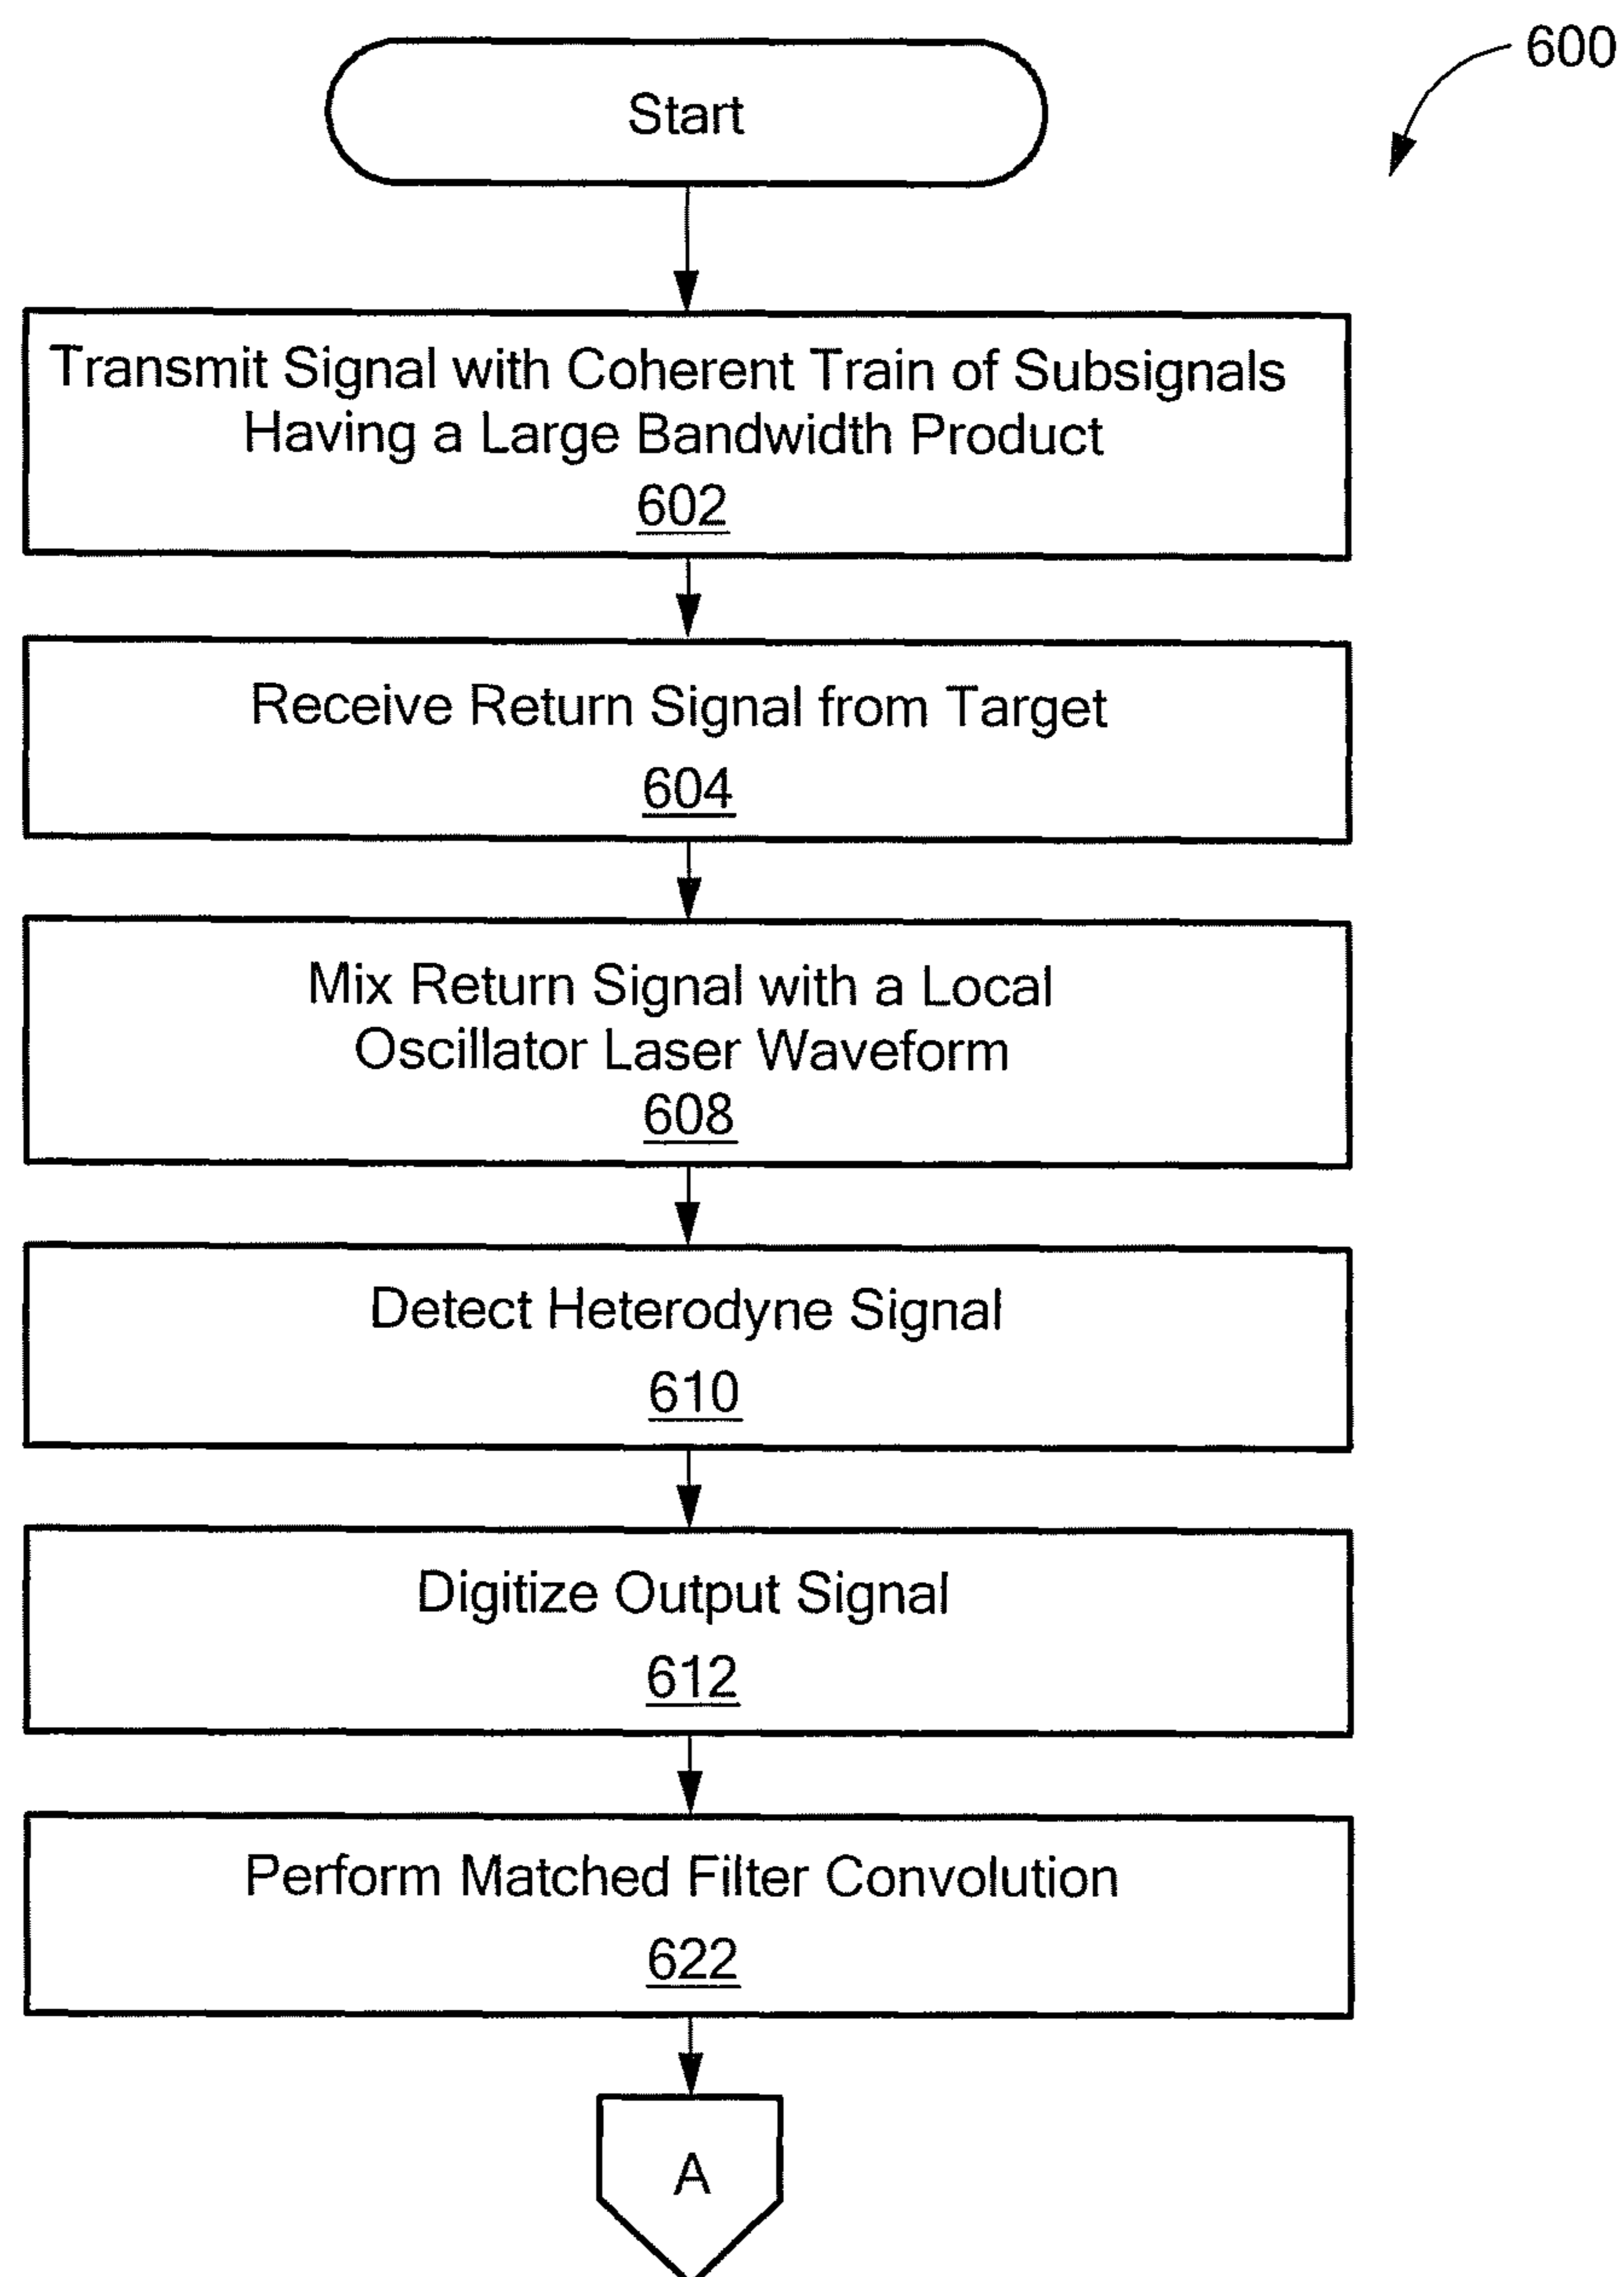 600
Start
Transmit Signal with Coherent Train of Subsignals
Having a Large Bandwidth Product
602
Receive Return Signal from Target
604
Mix Return Signal with a Local
Oscillator Laser Waveform
608
Detect Heterodyne Signal
610
Digitize Output Signal
612
Perform Matched Filter Convolution
622
A